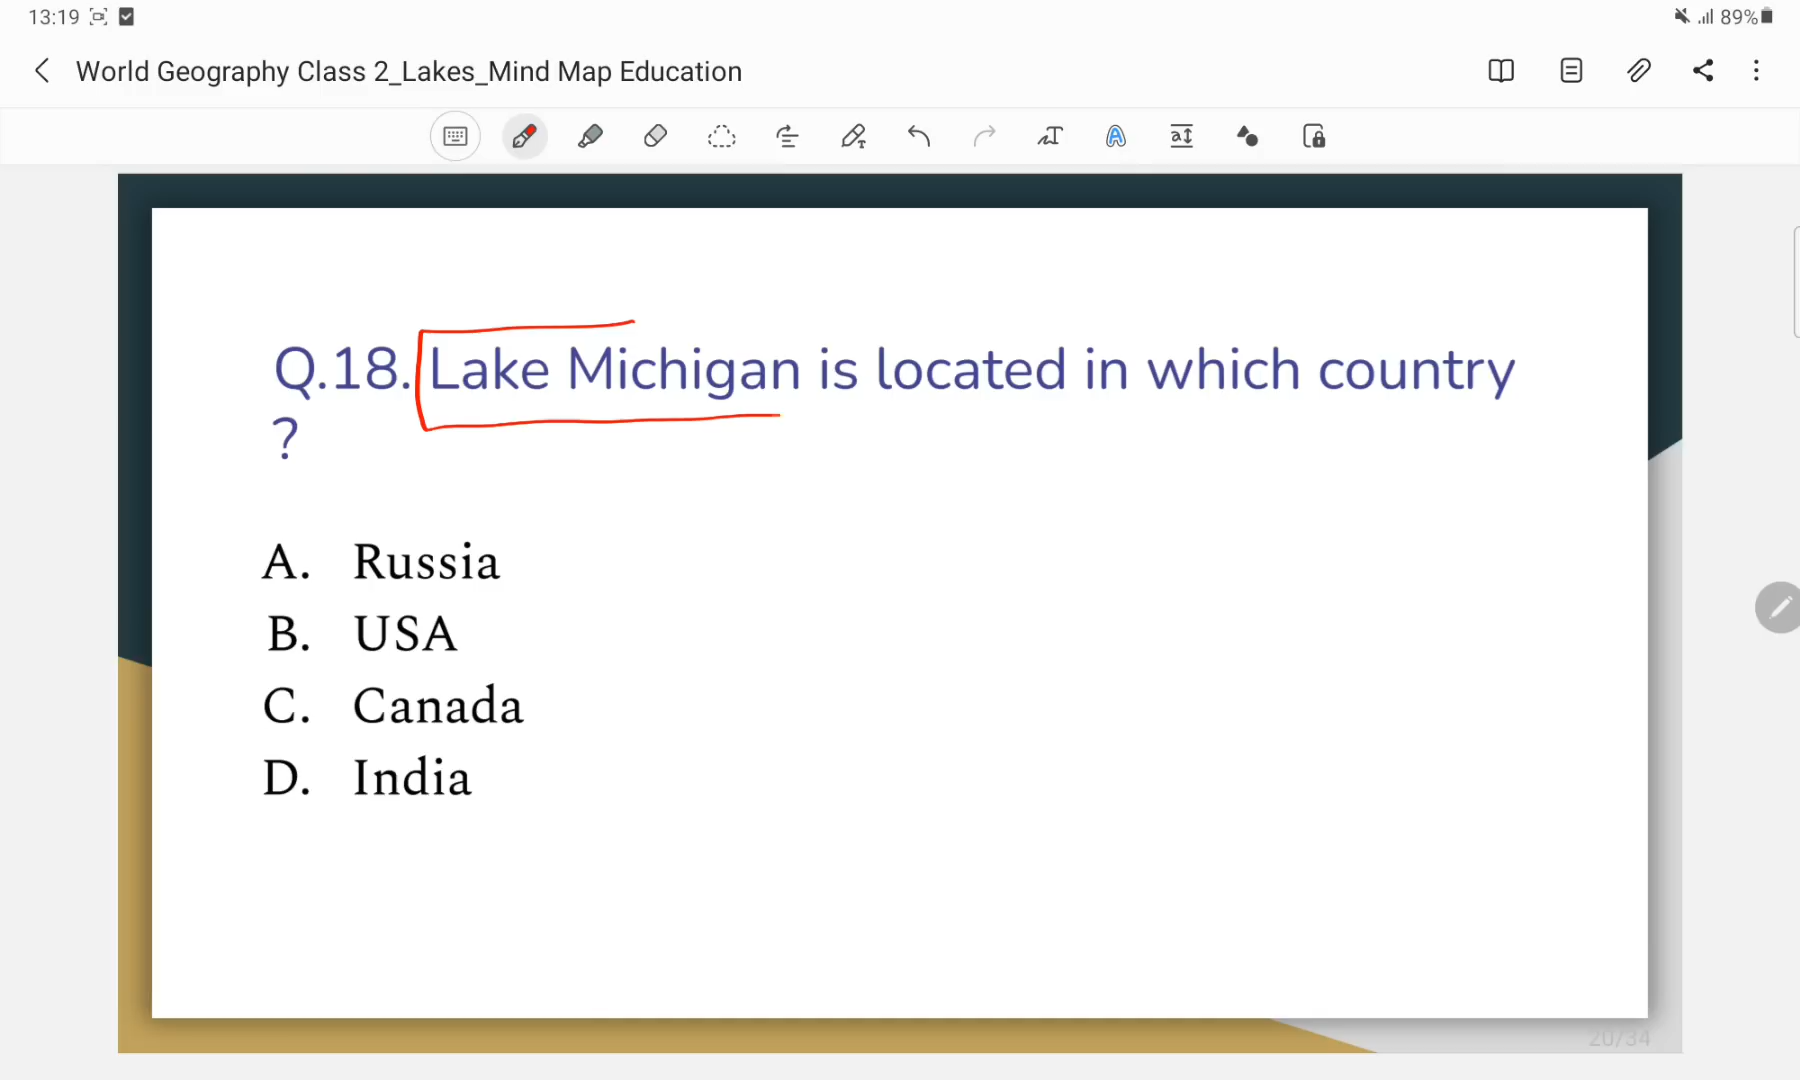 13:19
89%
World Geography Class 2_Lakes_Mind Map Education
Q.18. Lake Michigan is located in which country
?
A. Russia
B. USA
C. Canada
D. India
20/34